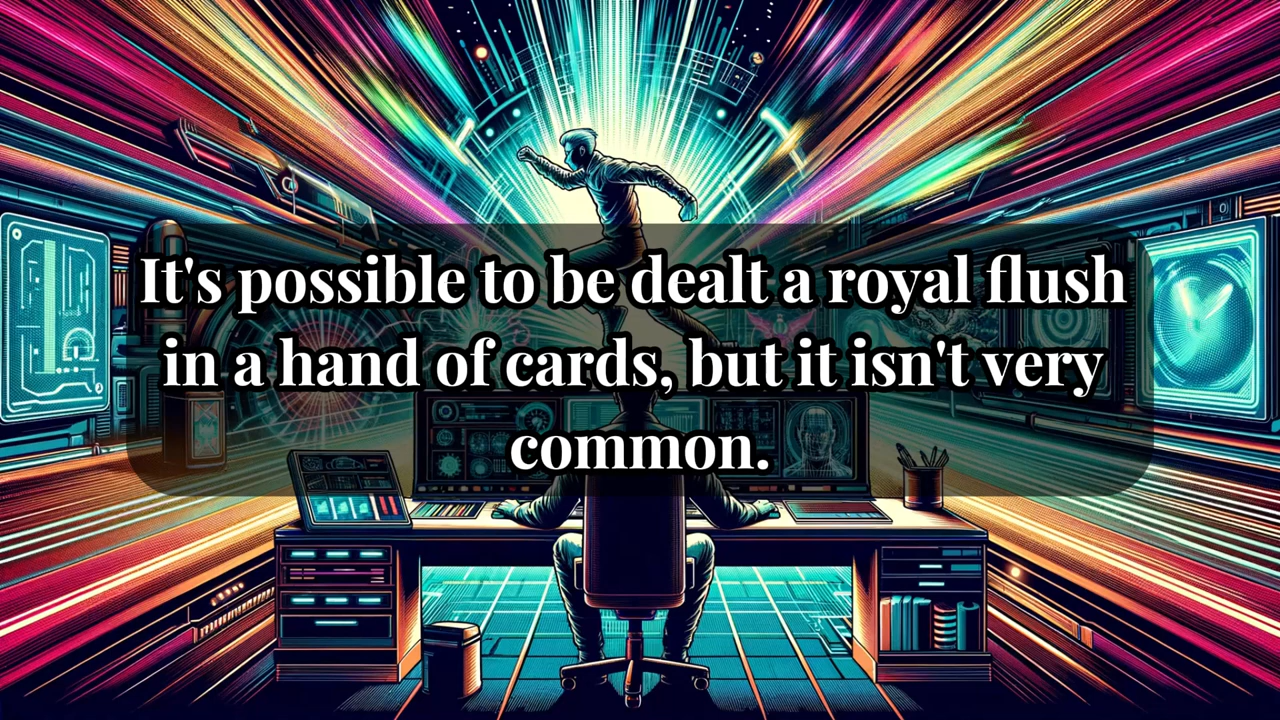 It's possible to be dealt a royal flush
in a hand of cards, but it isn't very
common.